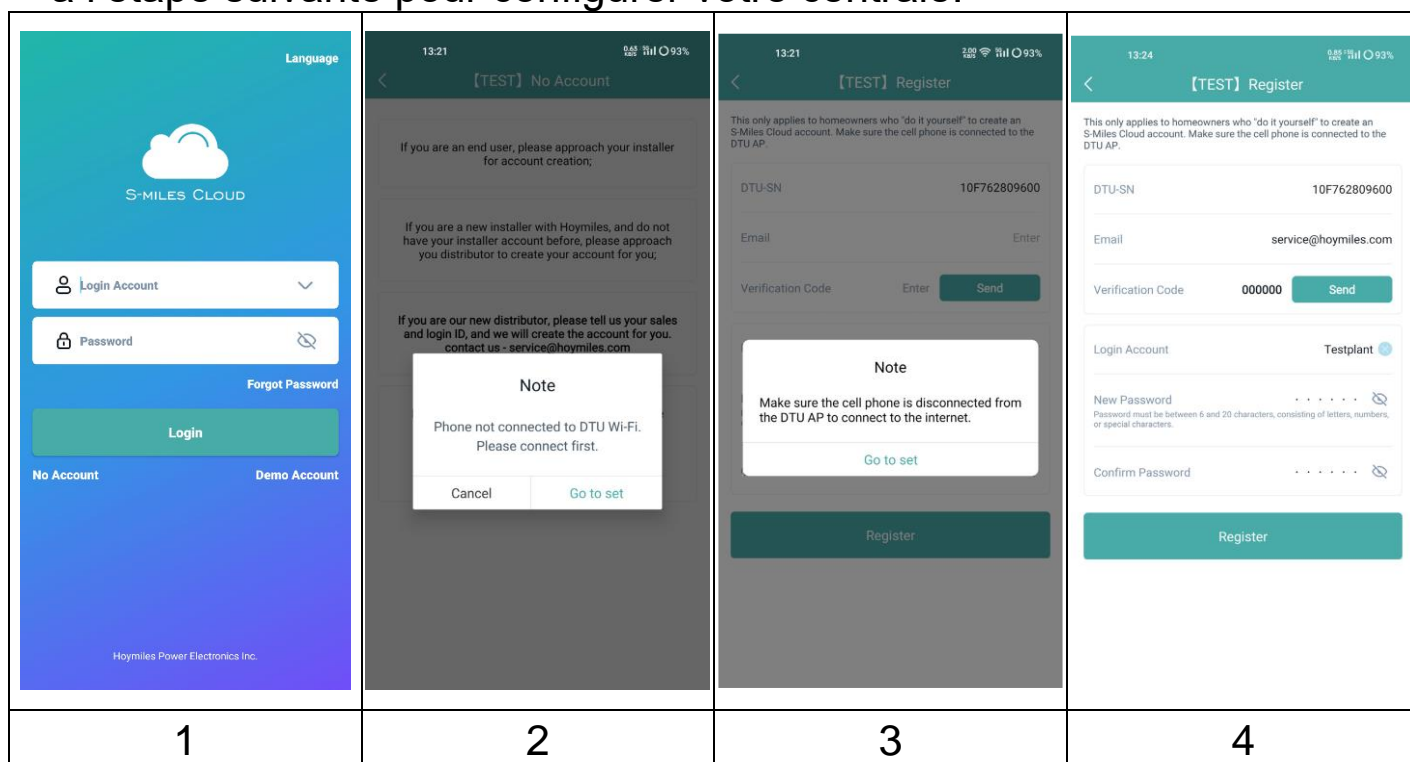 à l'étape suivante pour configurer votre centrale.
Language
S-MILES CLOUD
Login Account
Password
Forgot Password
Login
No Account
Demo Account
Hoymiles Power Electronics Inc.
1
13:21
93%
【TEST】No Account
If you are an end user, please approach your installer
for account creation;
If you are a new installer with Hoymiles, and do not
have your installer account before, please approach
you distributor to create your account for you;
If you are our new distributor, please tell us your sales
and login ID, and we will create the account for you.
contact us - service@hoymiles.com
Note
Phone not connected to DTU Wi-Fi.
Please connect first.
Cancel
Go to set
2
13:21
93%
【TEST】Register
This only applies to homeowners who "do it yourself" to create an
S-Miles Cloud account. Make sure the cell phone is connected to the
DTU AP.
DTU-SN 10F762809600
Email Enter
Verification Code Enter Send
Note
Make sure the cell phone is disconnected from
the DTU AP to connect to the internet.
Go to set
Register
3
13:24
93%
【TEST】Register
This only applies to homeowners who "do it yourself" to create an
S-Miles Cloud account. Make sure the cell phone is connected to the
DTU AP.
DTU-SN 10F762809600
Email service@hoymiles.com
Verification Code 000000 Send
Login Account Testplant
New Password · · · · · ·
Password must be between 6 and 20 characters, consisting of letters, numbers,
or special characters.
Confirm Password · · · · · ·
Register
4